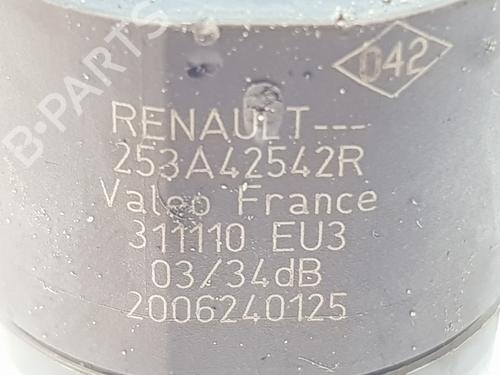 B-PARTS
D42
RENAULT---
253A42542R
Valeo France
311110 EU3
03/34dB
2006240125